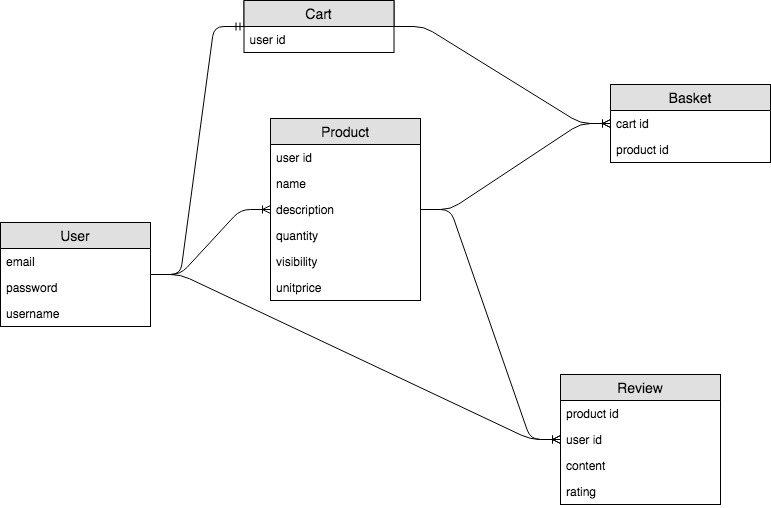 Cart
user id
Basket
cart id
product id
Product
user id
name
description
quantity
visibility
unitprice
User
email
password
username
Review
product id
user id
content
rating